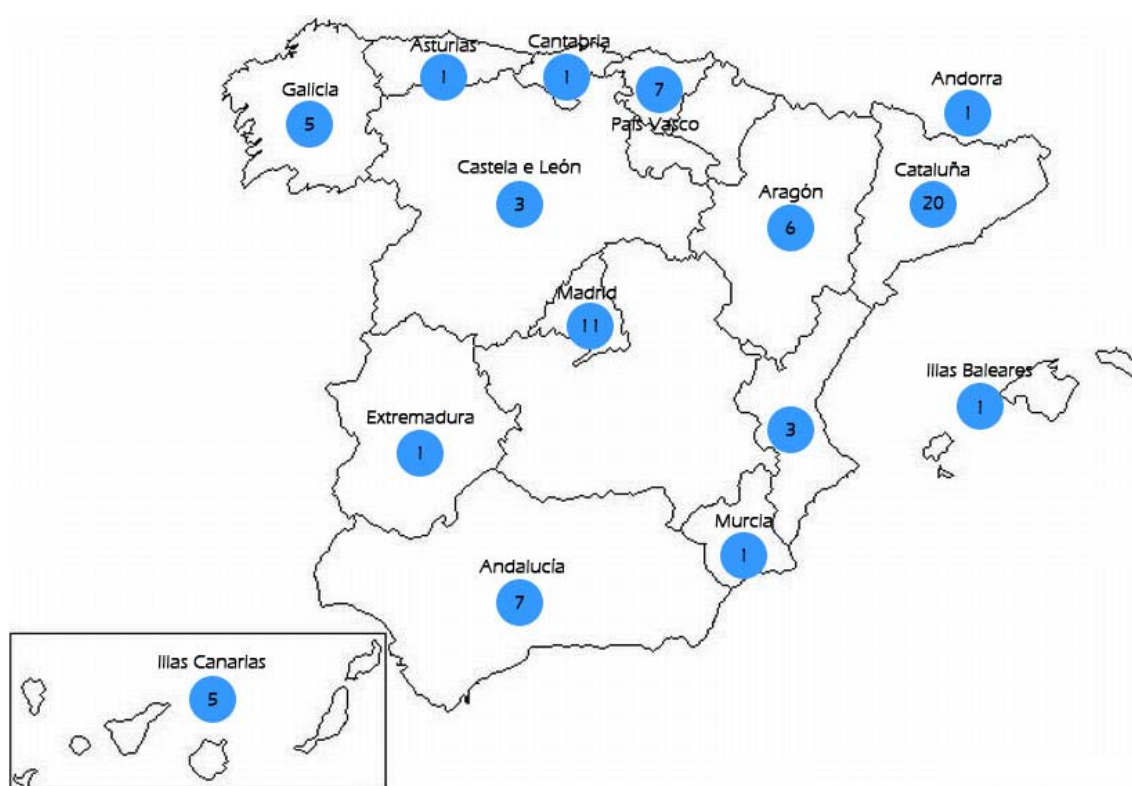 Asturias
1
Cantabria
1
7
País Vasco
Andorra
1
Galicia
5
Castela e León
3
Aragón
6
Cataluña
20
Madrid
11
Illas Baleares
1
Extremadura
1
3
Murcia
1
Andalucía
7
Illas Canarias
5